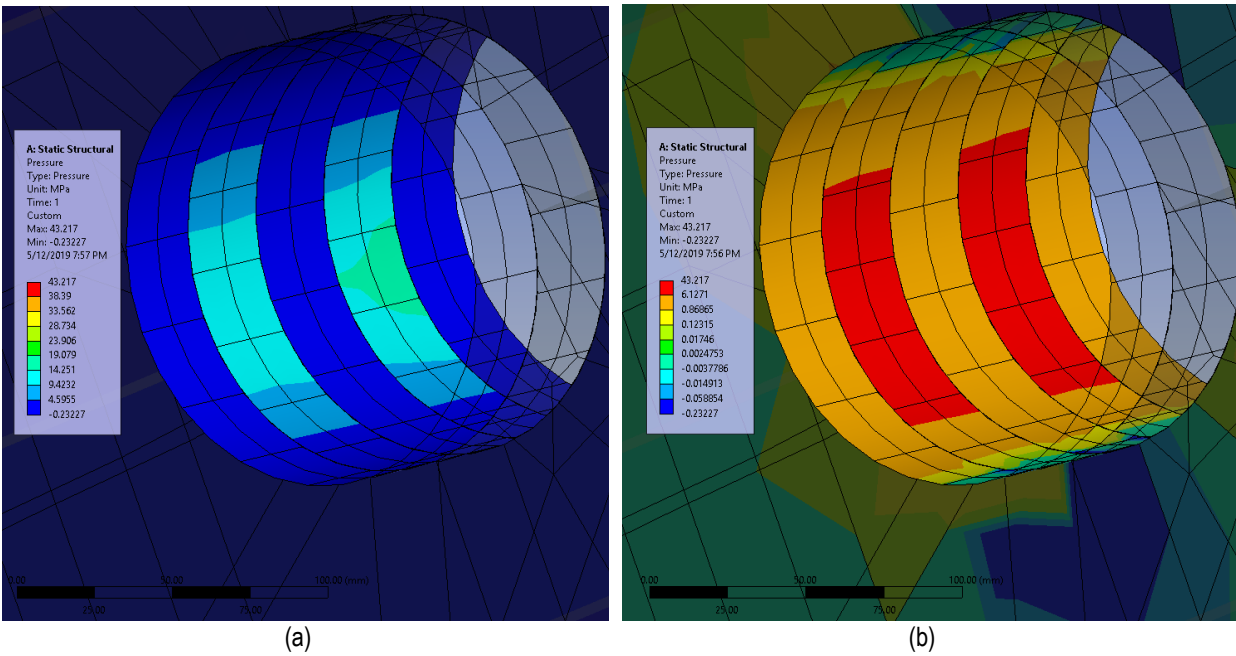 A: Static Structural
Pressure
Type: Pressure
Unit: MPa
Time: 1
Custom
Max: 43.217
Min: -0.23227
5/12/2019 7:57 PM
43.217
38.39
33.562
28.734
23.906
19.079
14.251
9.4232
4.5955
-0.23227
0.00 50.00 100.00 (mm)
25.00 75.00
(a)
A: Static Structural
Pressure
Type: Pressure
Unit: MPa
Time: 1
Custom
Max: 43.217
Min: -0.23227
5/12/2019 7:56 PM
43.217
6.1271
0.86865
0.12315
0.01746
0.0024753
-0.0037786
-0.014913
-0.058854
-0.23227
0.00 50.00 100.00 (mm)
25.00 75.00
(b)